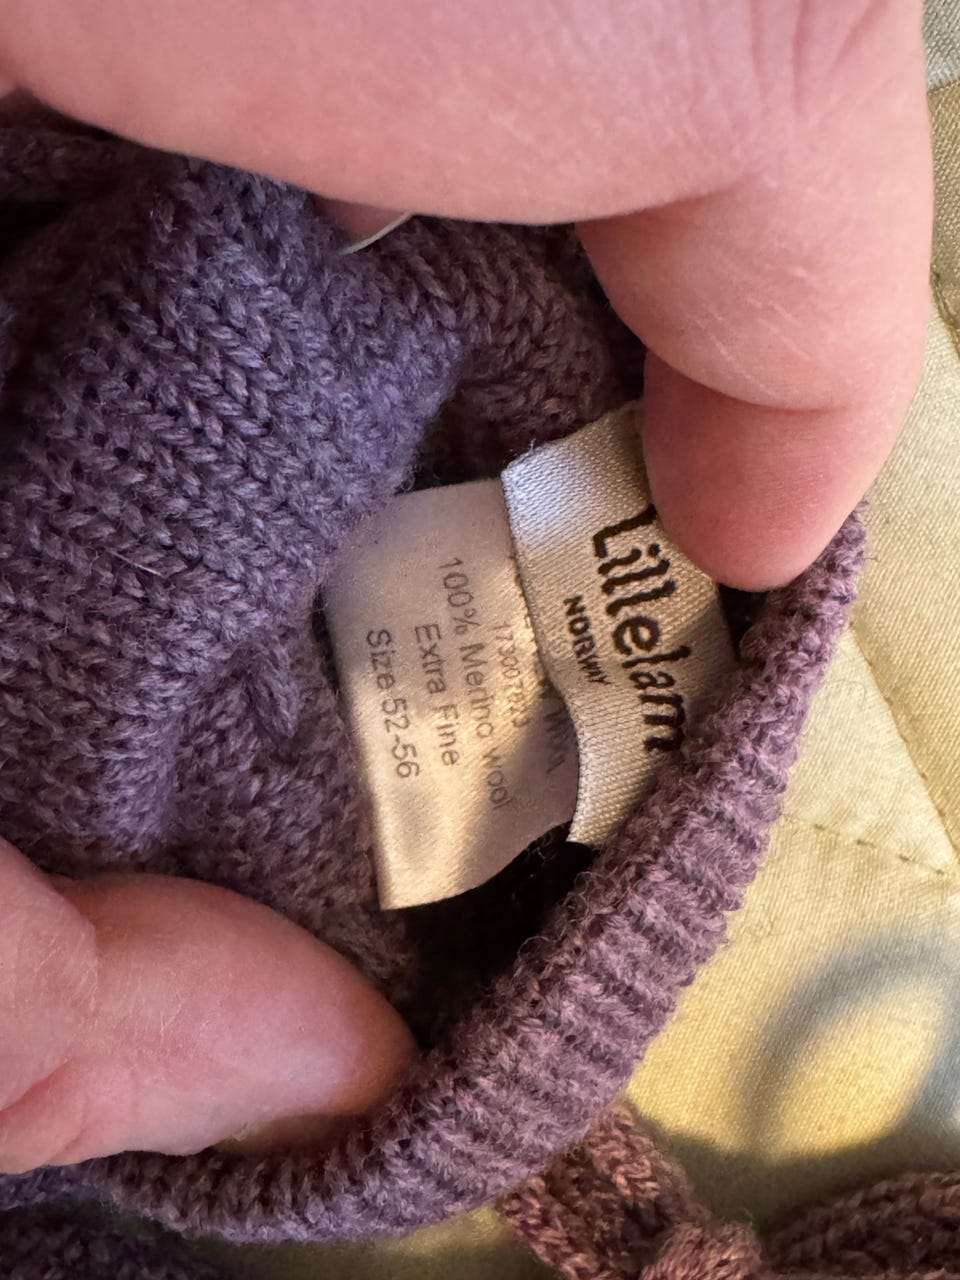 Lillelam
NORWAY
100% Merino wool
Extra Fine
Size 52-56